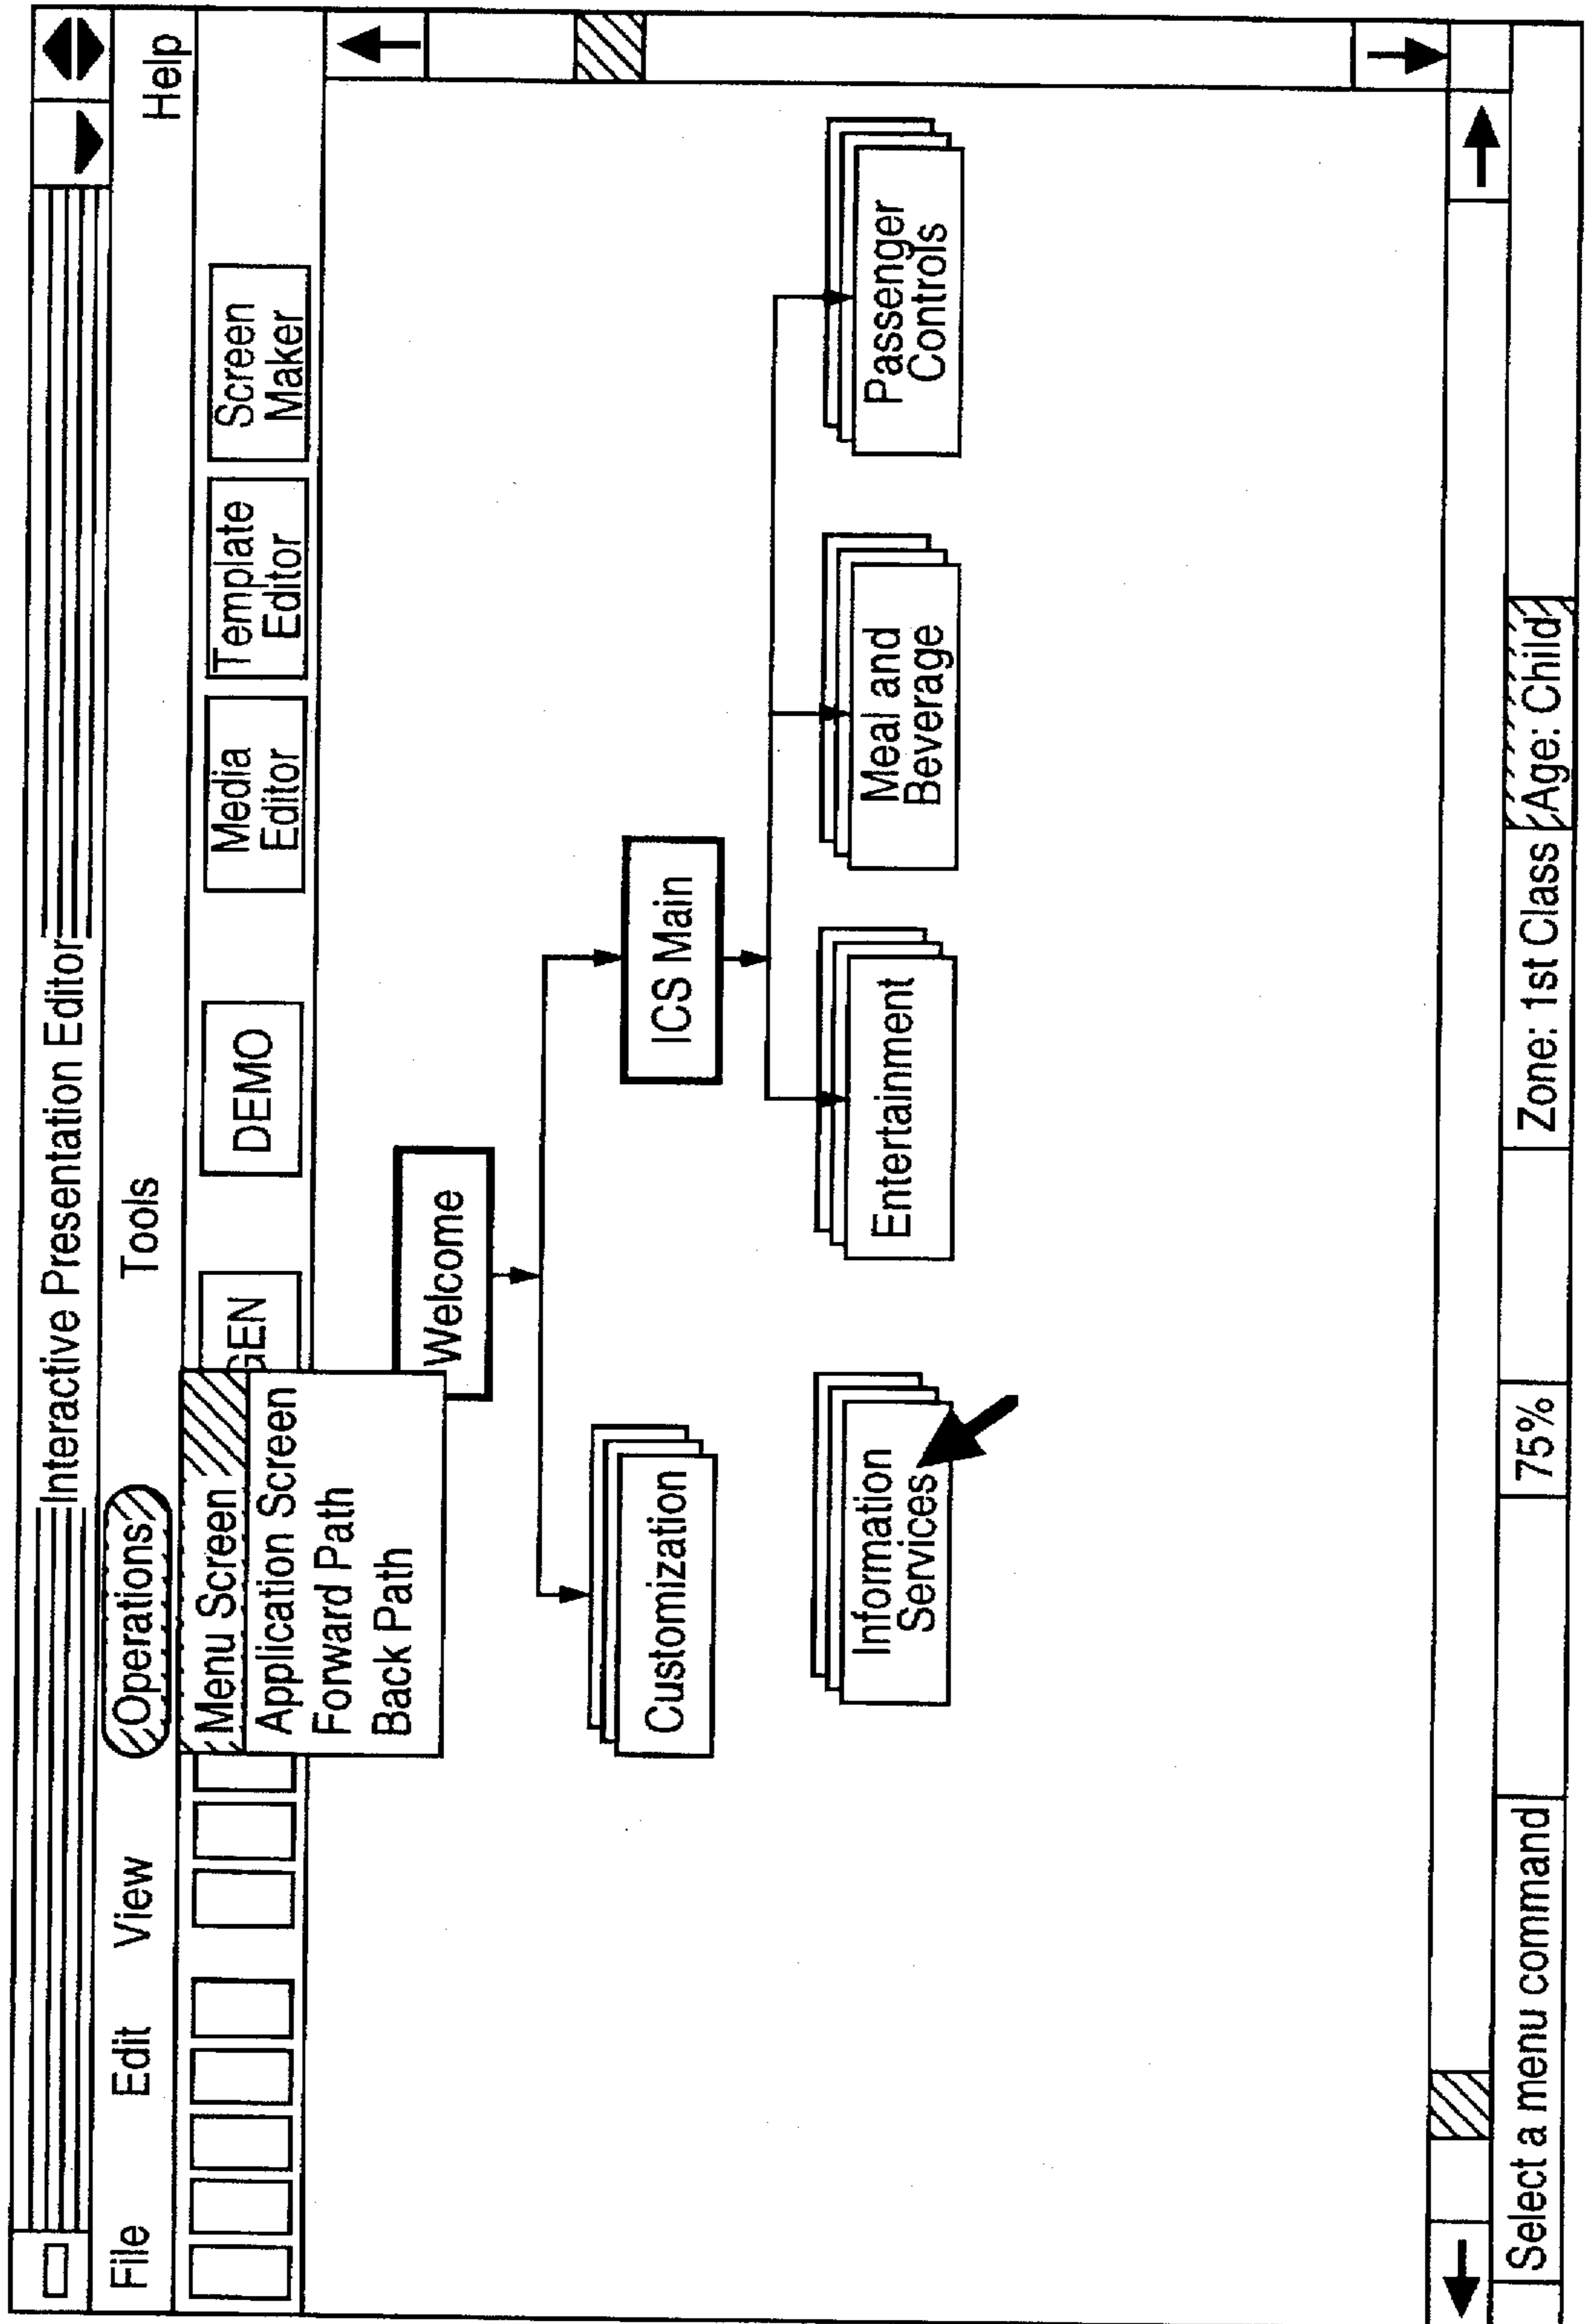 Interactive Presentation Editor
File Edit View Operations Tools Help
Menu Screen
Application Screen
Forward Path
Back Path
GEN
DEMO
Media
Editor
Template
Editor
Screen
Maker
Welcome
Customization
ICS Main
Information
Services
Entertainment
Meal and
Beverage
Passenger
Controls
Select a menu command 75% Zone: 1st Class Age: Child